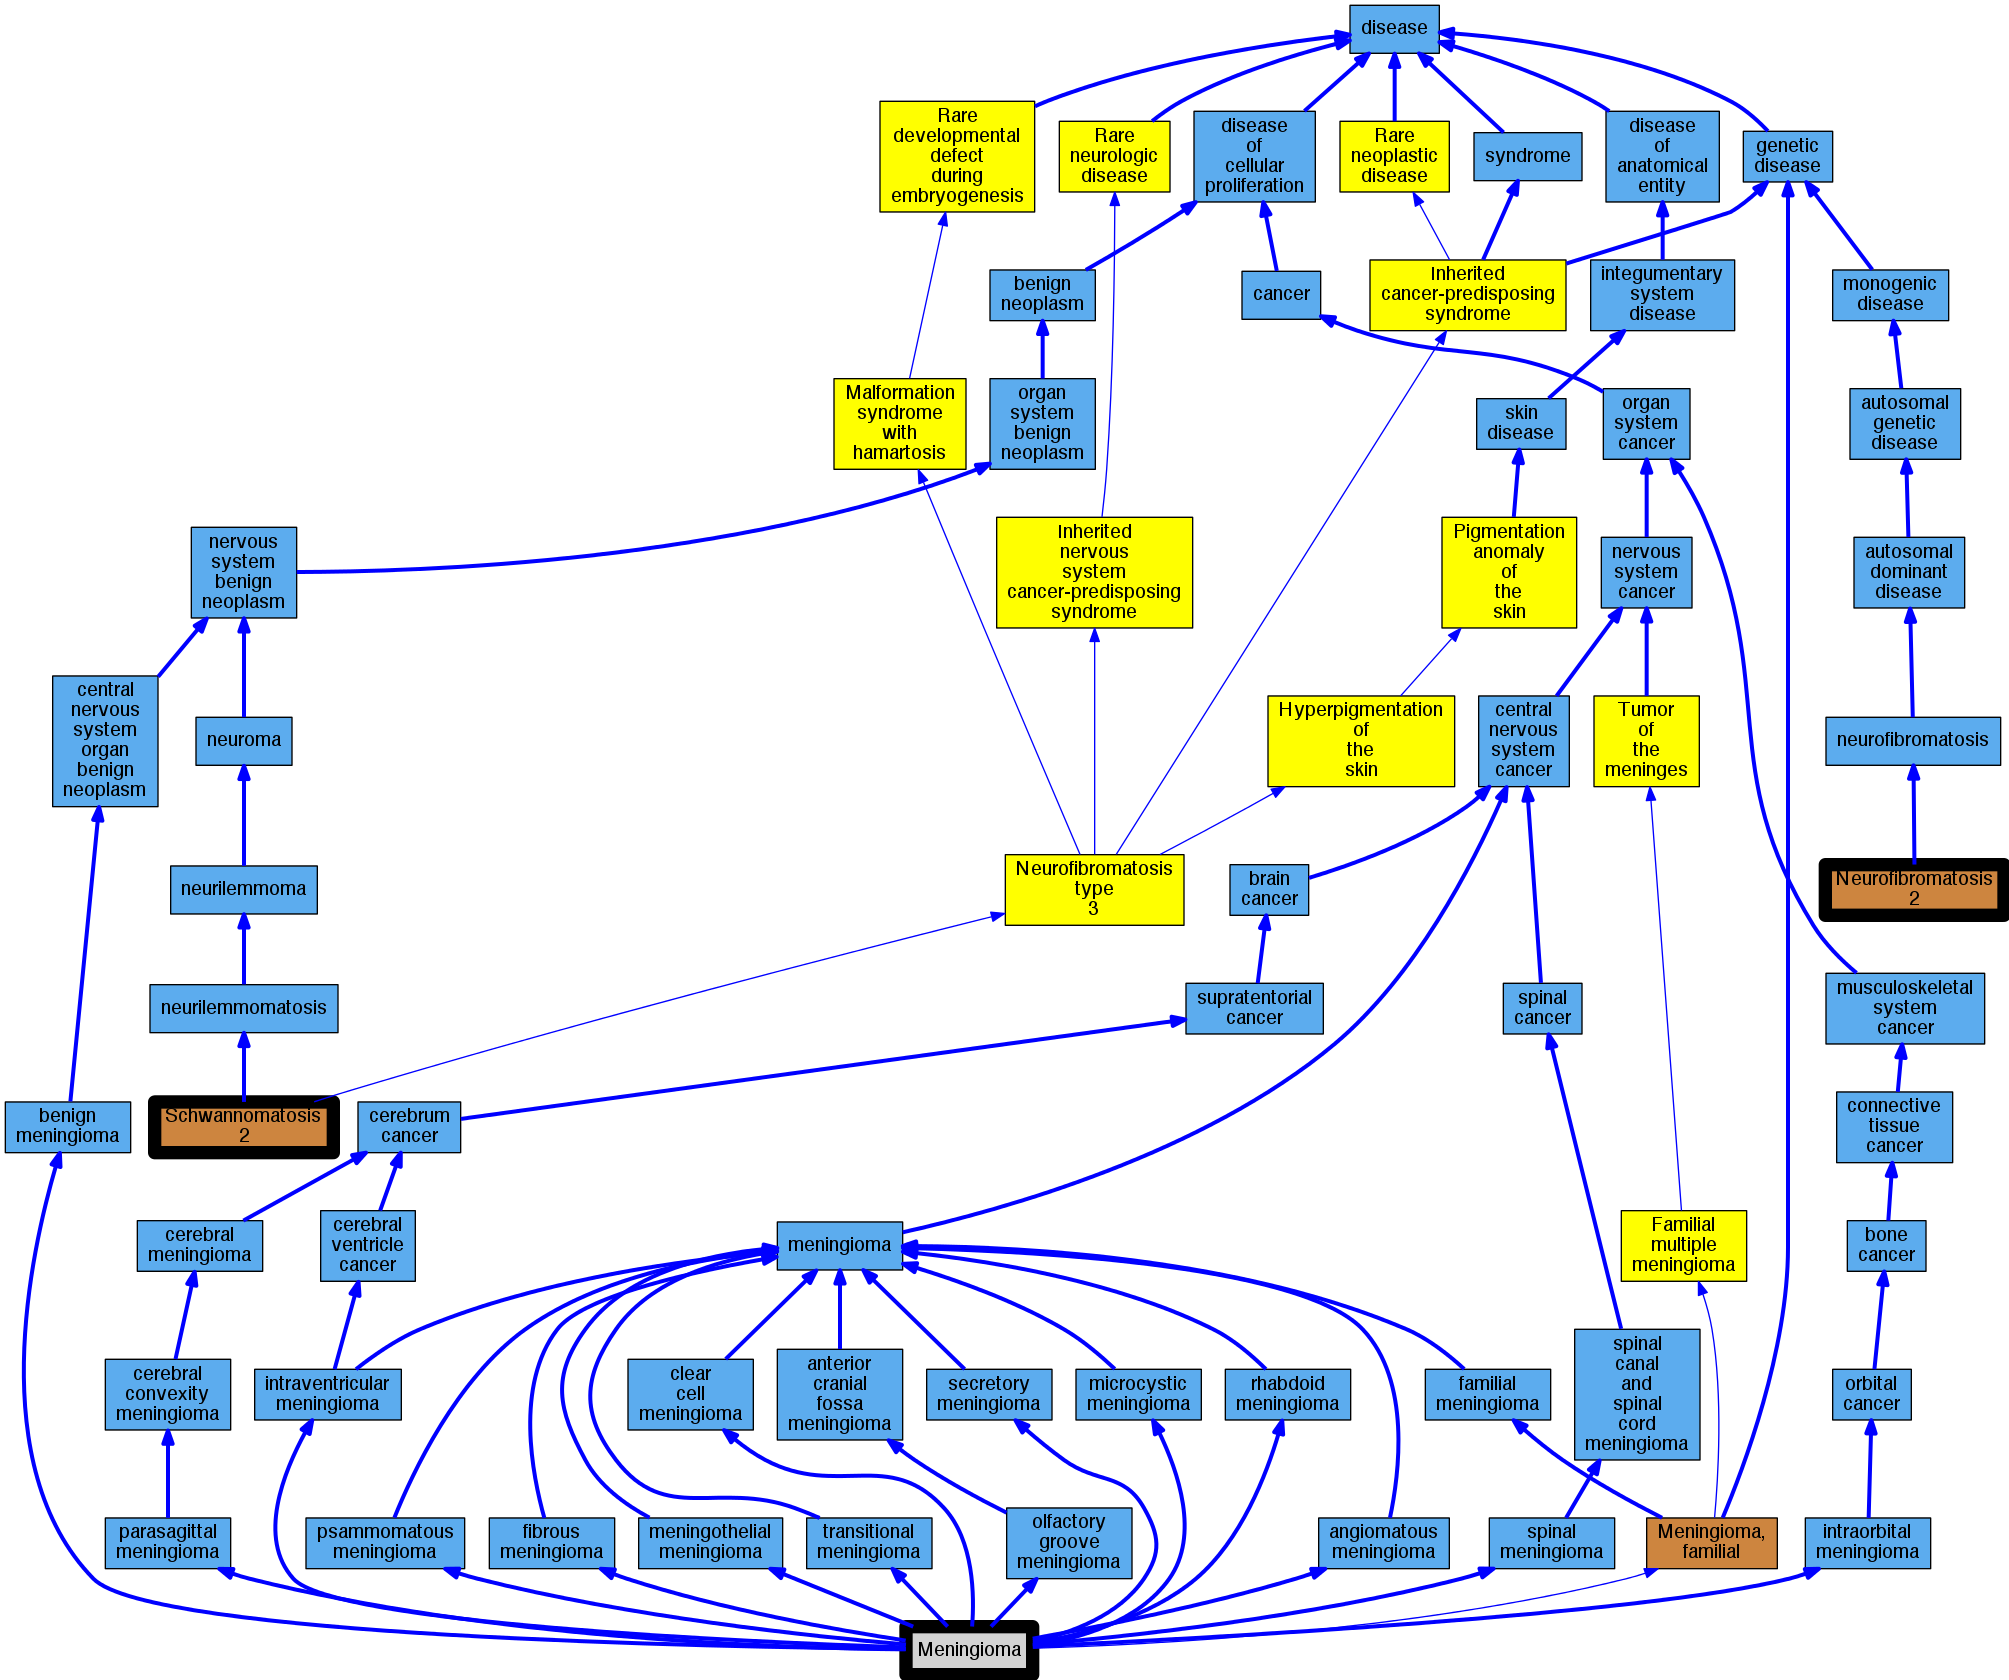 disease
Rare
developmental
defect
during
embryogenesis
Rare
neurologic
disease
disease
of
cellular
proliferation
Rare
neoplastic
disease
syndrome
disease
of
anatomical
entity
genetic
disease
benign
neoplasm
cancer
Inherited
cancer-predisposing
syndrome
integumentary
system
disease
monogenic
disease
Malformation
syndrome
with
hamartosis
organ
system
benign
neoplasm
skin
disease
organ
system
cancer
autosomal
genetic
disease
nervous
system
benign
neoplasm
Inherited
nervous
system
cancer-predisposing
syndrome
Pigmentation
anomaly
of
the
skin
nervous
system
cancer
autosomal
dominant
disease
central
nervous
system
organ
benign
neoplasm
neuroma
Hyperpigmentation
of
the
skin
central
nervous
system
cancer
Tumor
of
the
meninges
neurofibromatosis
neurilemmoma
Neurofibromatosis
type
3
brain
cancer
Neurofibromatosis
2
neurilemmomatosis
supratentorial
cancer
spinal
cancer
musculoskeletal
system
cancer
benign
meningioma
Schwannomatosis
2
cerebrum
cancer
connective
tissue
cancer
cerebral
meningioma
cerebral
ventricle
cancer
meningioma
Familial
multiple
meningioma
bone
cancer
cerebral
convexity
meningioma
intraventricular
meningioma
clear
cell
meningioma
anterior
cranial
fossa
meningioma
secretory
meningioma
microcystic
meningioma
rhabdoid
meningioma
familial
meningioma
spinal
canal
and
spinal
cord
meningioma
orbital
cancer
parasagittal
meningioma
psammomatous
meningioma
fibrous
meningioma
meningothelial
meningioma
transitional
meningioma
olfactory
groove
meningioma
angiomatous
meningioma
spinal
meningioma
Meningioma,
familial
intraorbital
meningioma
Meningioma